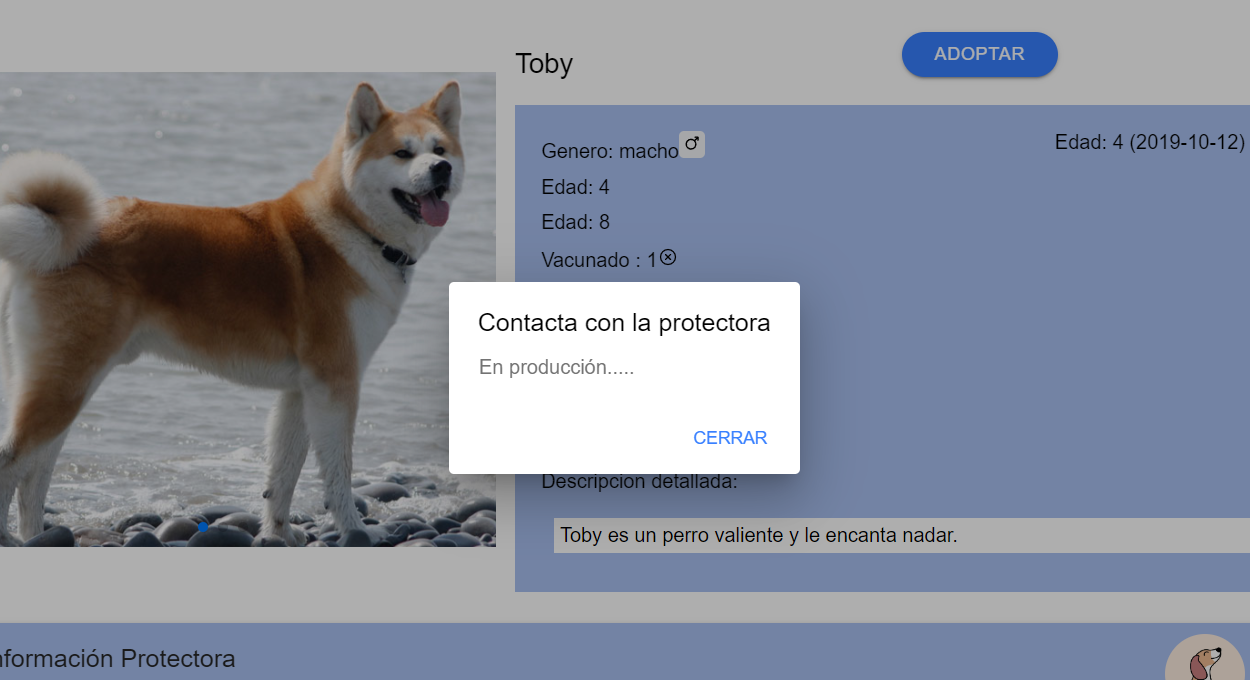 Toby
ADOPTAR
Genero: macho
Edad: 4 (2019-10-12)
Edad: 4
Edad: 8
Vacunado : 1
Contacta con la protectora
En producción.....
CERRAR
Descripción detallada:
Toby es un perro valiente y le encanta nadar.
nformación Protectora